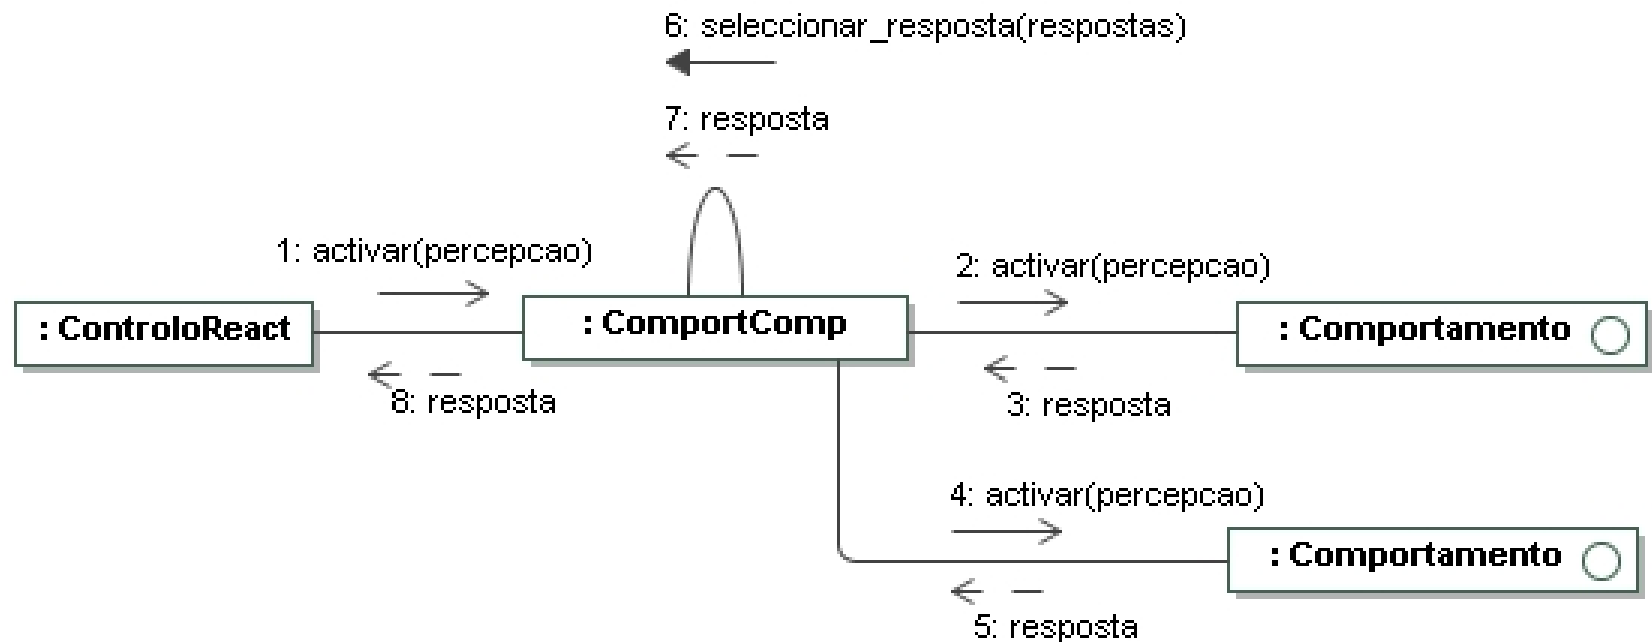 6: seleccionar_resposta(respostas)
7: resposta
1: activar(percepcao)
2: activar(percepcao)
: ControloReact
: ComportComp
: Comportamento
8: resposta
3: resposta
4: activar(percepcao)
: Comportamento
5: resposta